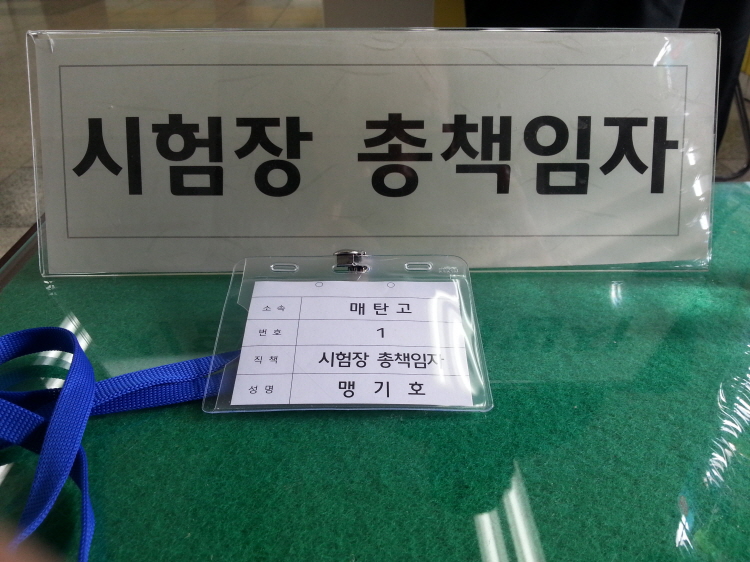 시험장 총책임자
소속 매탄고
번호 1
직책 시험장 총책임자
성명 맹기호